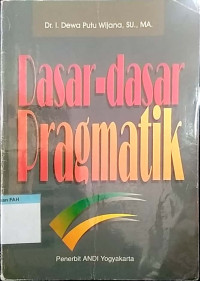 Dr. I. Dewa Putu Wijana, SU., MA.
Dasar-dasar
Pragmatik
Penerbit ANDI Yogyakarta